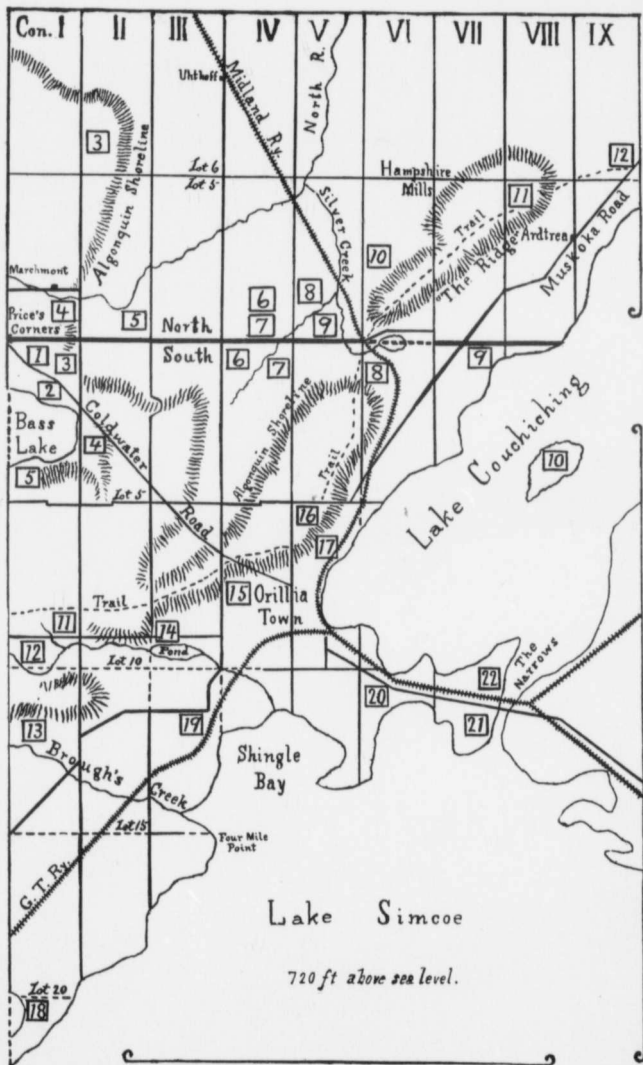 Con. I II III IV V VI VII VIII IX
Uhthoff
Midland Ry.
North R.
3
Algonquin Shoreline
Lot 6
Lot 5
Hampshire
Mills
12
11
Silver Creek
Trail
The Ridge
Ardtrea
Muskoka Road
10
Marchmont
4
5
6
8
7
9
Price's
Corners
North
South
1
3
2
6
7
8
9
Bass
Lake
Coldwater
Road
4
5
Algonquin Shoreline
Trail
Lake Couchiching
10
Lot 5
16
17
15
Orillia
Town
Trail
11
14
12
Pond
Lot 10
The
Narrows
22
20
21
13
19
Shingle
Bay
Brough's
Creek
Lot 15
Four Mile
Point
G.T. Ry.
Lake Simcoe
720 ft above sea level.
Lot 20
18